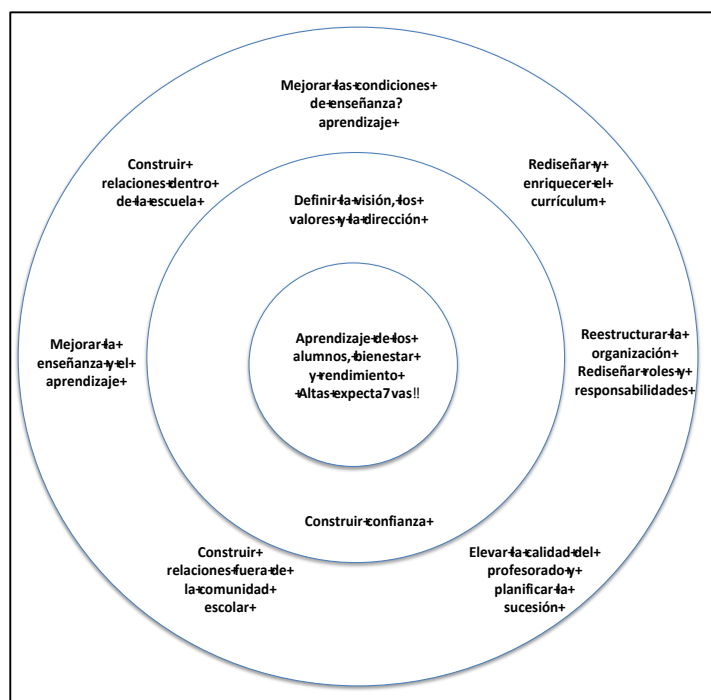 Mejorar+las+condiciones+
de+enseñanza?
aprendizaje+
Construir+
relaciones+dentro+
de+la+escuela+
Rediseñar+y+
enriquecer+el+
currículum+
Definir+la+visión,+los+
valores+y+la+dirección+
Mejorar+la+
enseñanza+y+el+
aprendizaje+
Aprendizaje+de+los+
alumnos,+bienestar+
y+rendimiento+
+Altas+expecta7vas!!
Reestructurar+la+
organización+
Rediseñar+roles+y+
responsabilidades+
Construir+confianza+
Construir+
relaciones+fuera+de+
la+comunidad+
escolar+
Elevar+la+calidad+del+
profesorado+y+
planificar+la+
sucesión+